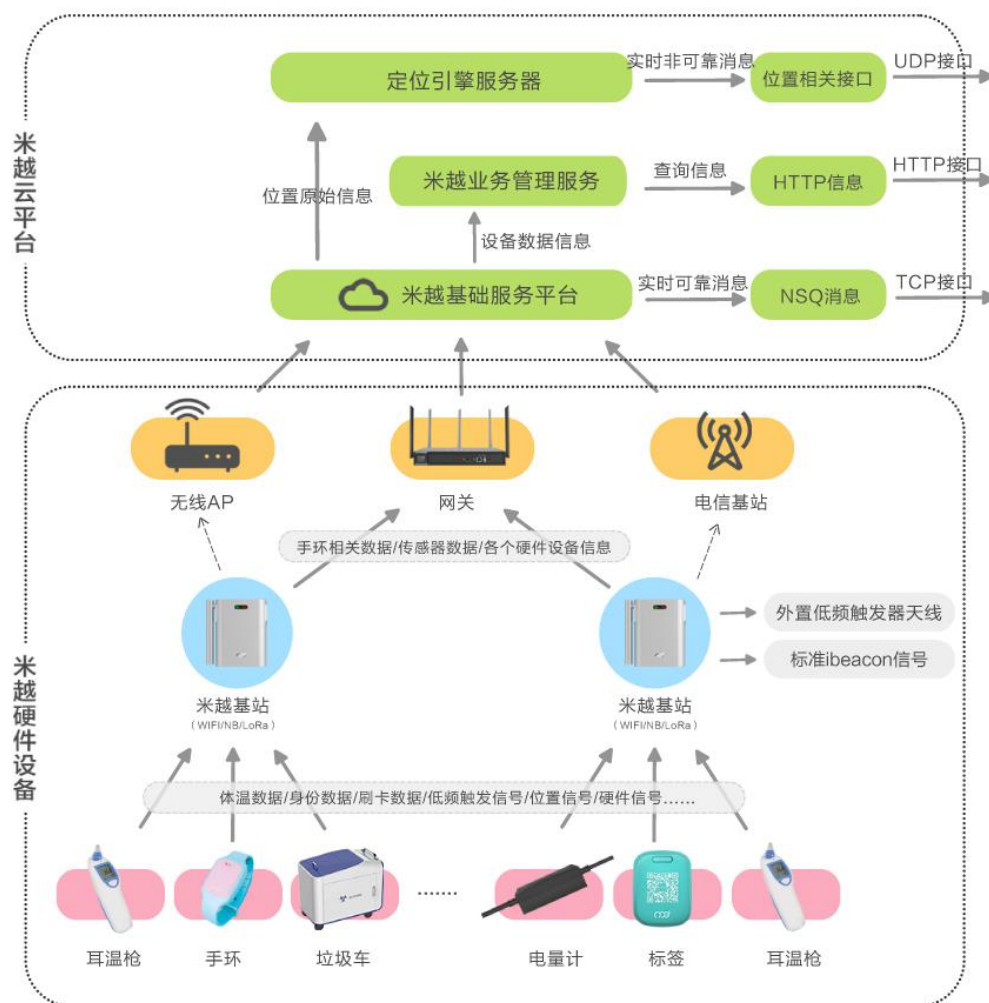 米越云平台
定位引擎服务器
实时非可靠消息
位置相关接口
UDP接口
位置原始信息
米越业务管理服务
查询信息
HTTP信息
HTTP接口
设备数据信息
米越基础服务平台
实时可靠消息
NSQ消息
TCP接口
米越硬件设备
无线AP
网关
电信基站
手环相关数据/传感器数据/各个硬件设备信息
米越基站
(WIFI/NB/LoRa)
米越基站
(WIFI/NB/LoRa)
外置低频触发器天线
标准ibeacon信号
体温数据/身份数据/刷卡数据/低频触发信号/位置信号/硬件信号......
.......
耳温枪
手环
垃圾车
电量计
标签
耳温枪